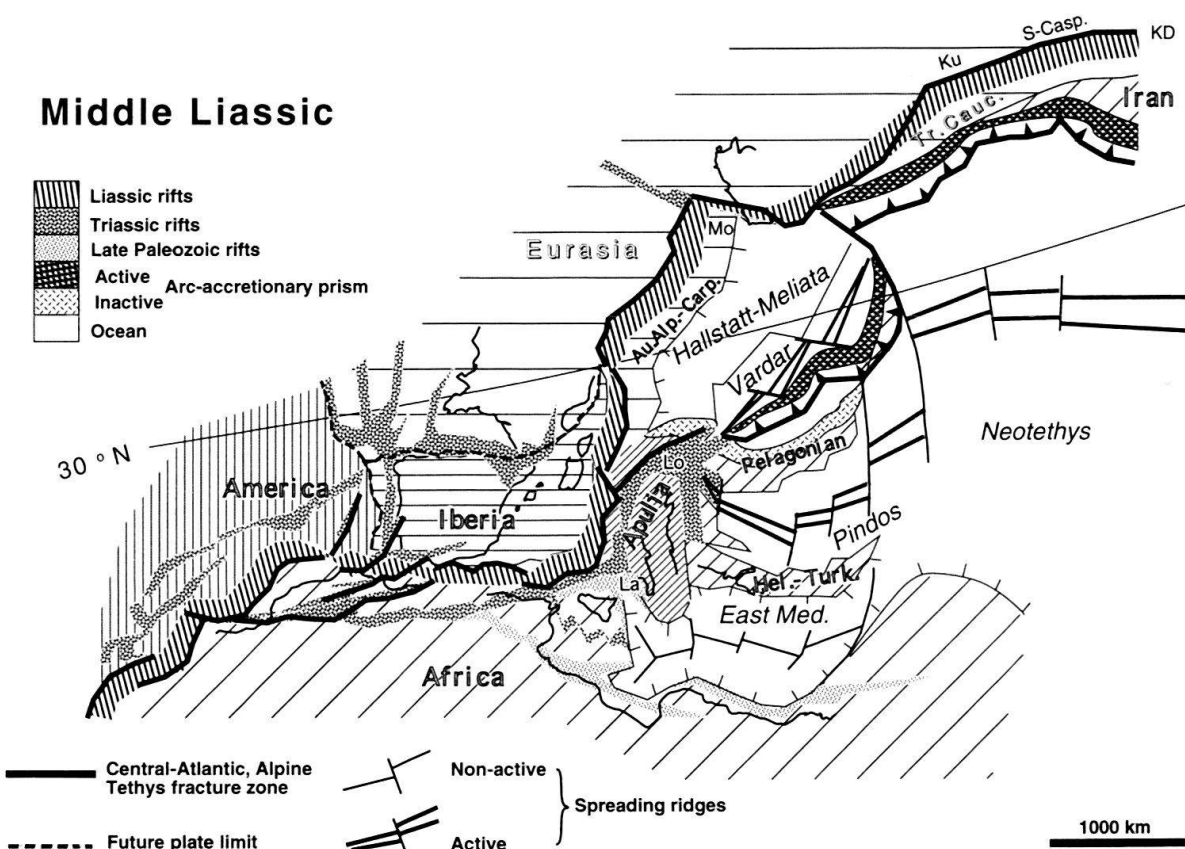 S-Casp.
KD
Ku
Middle Liassic
Iran
Tr. Cauc.
Liassic rifts
Triassic rifts
Late Paleozoic rifts
Active
Arc-accretionary prism
Inactive
Ocean
Eurasia
Mo
Au.Alp.-Carp.
Hallstatt-Meliata
Vardar
30 ° N
Neotethys
America
Pelagonian
Lo
Iberia
Apulia
Pindos
La
Hel.-Turk.
East Med.
Africa
Central-Atlantic, Alpine
Tethys fracture zone
Non-active
Spreading ridges
Future plate limit
Active
1000 km